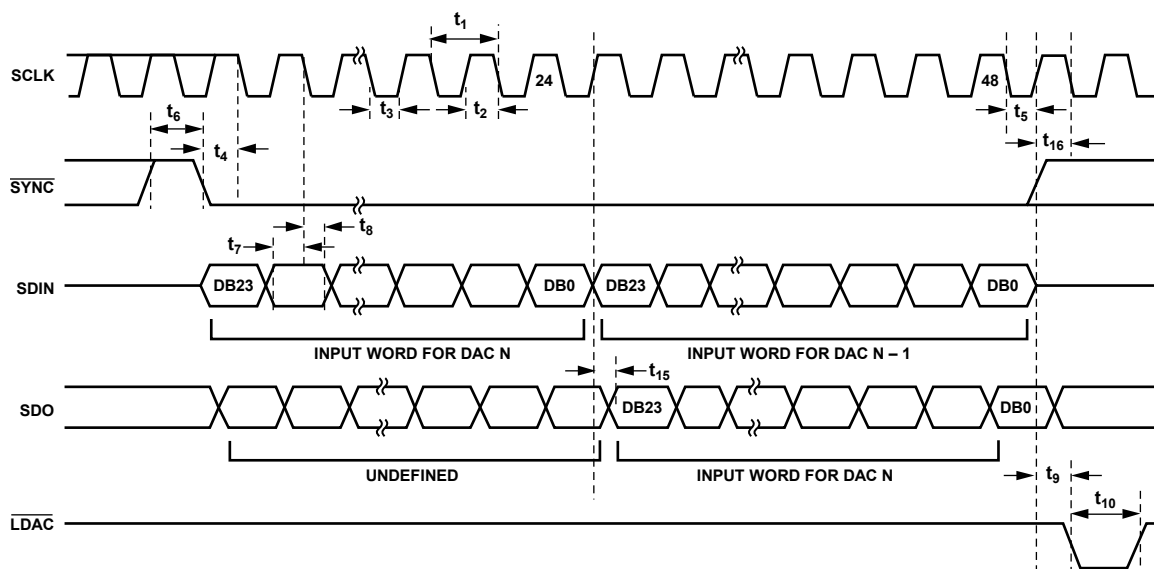 t1
SCLK
24
48
t3
t2
t5
t6
t4
t16
SYNC
t8
t7
SDIN
DB23
DB0
DB23
DB0
INPUT WORD FOR DAC N
INPUT WORD FOR DAC N – 1
t15
SDO
DB23
DB0
UNDEFINED
INPUT WORD FOR DAC N
t9
t10
LDAC